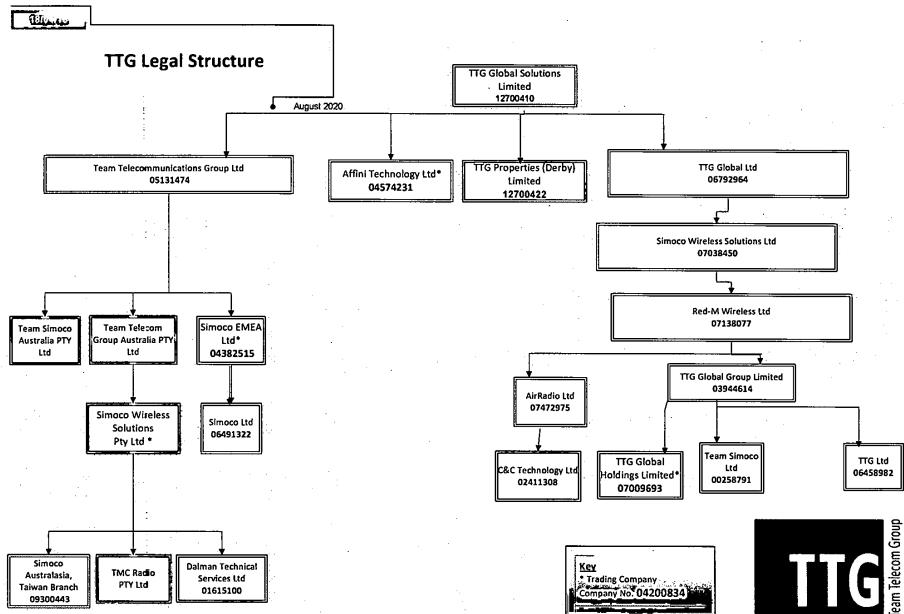 TTG Legal Structure
August 2020
TTG Global Solutions
Limited
12700410
Team Telecommunications Group Ltd
05131474
Affini Technology Ltd*
04574231
TTG Properties (Derby)
Limited
12700422
TTG Global Ltd
06792964
Simoco Wireless Solutions Ltd
07038450
Red-M Wireless Ltd
07138077
Team Simoco
Australia PTY
Ltd
Team Telecom
Group Australia PTY
Ltd
Simoco EMEA
Ltd*
04382515
AirRadio Ltd
07472975
TTG Global Group Limited
03944614
Simoco Wireless
Solutions
Pty Ltd *
Simoco Ltd
06491322
C&C Technology Ltd
02411308
TTG Global
Holdings Limited*
07009693
Team Simoco
Ltd
00258791
TTG Ltd
06458982
Simoco
Australasia,
Taiwan Branch
09300443
TMC Radio
PTY Ltd
Dalman Technical
Services Ltd
01615100
Key
* Trading Company
Company No. 04200834
TTG
Team Telecom Group